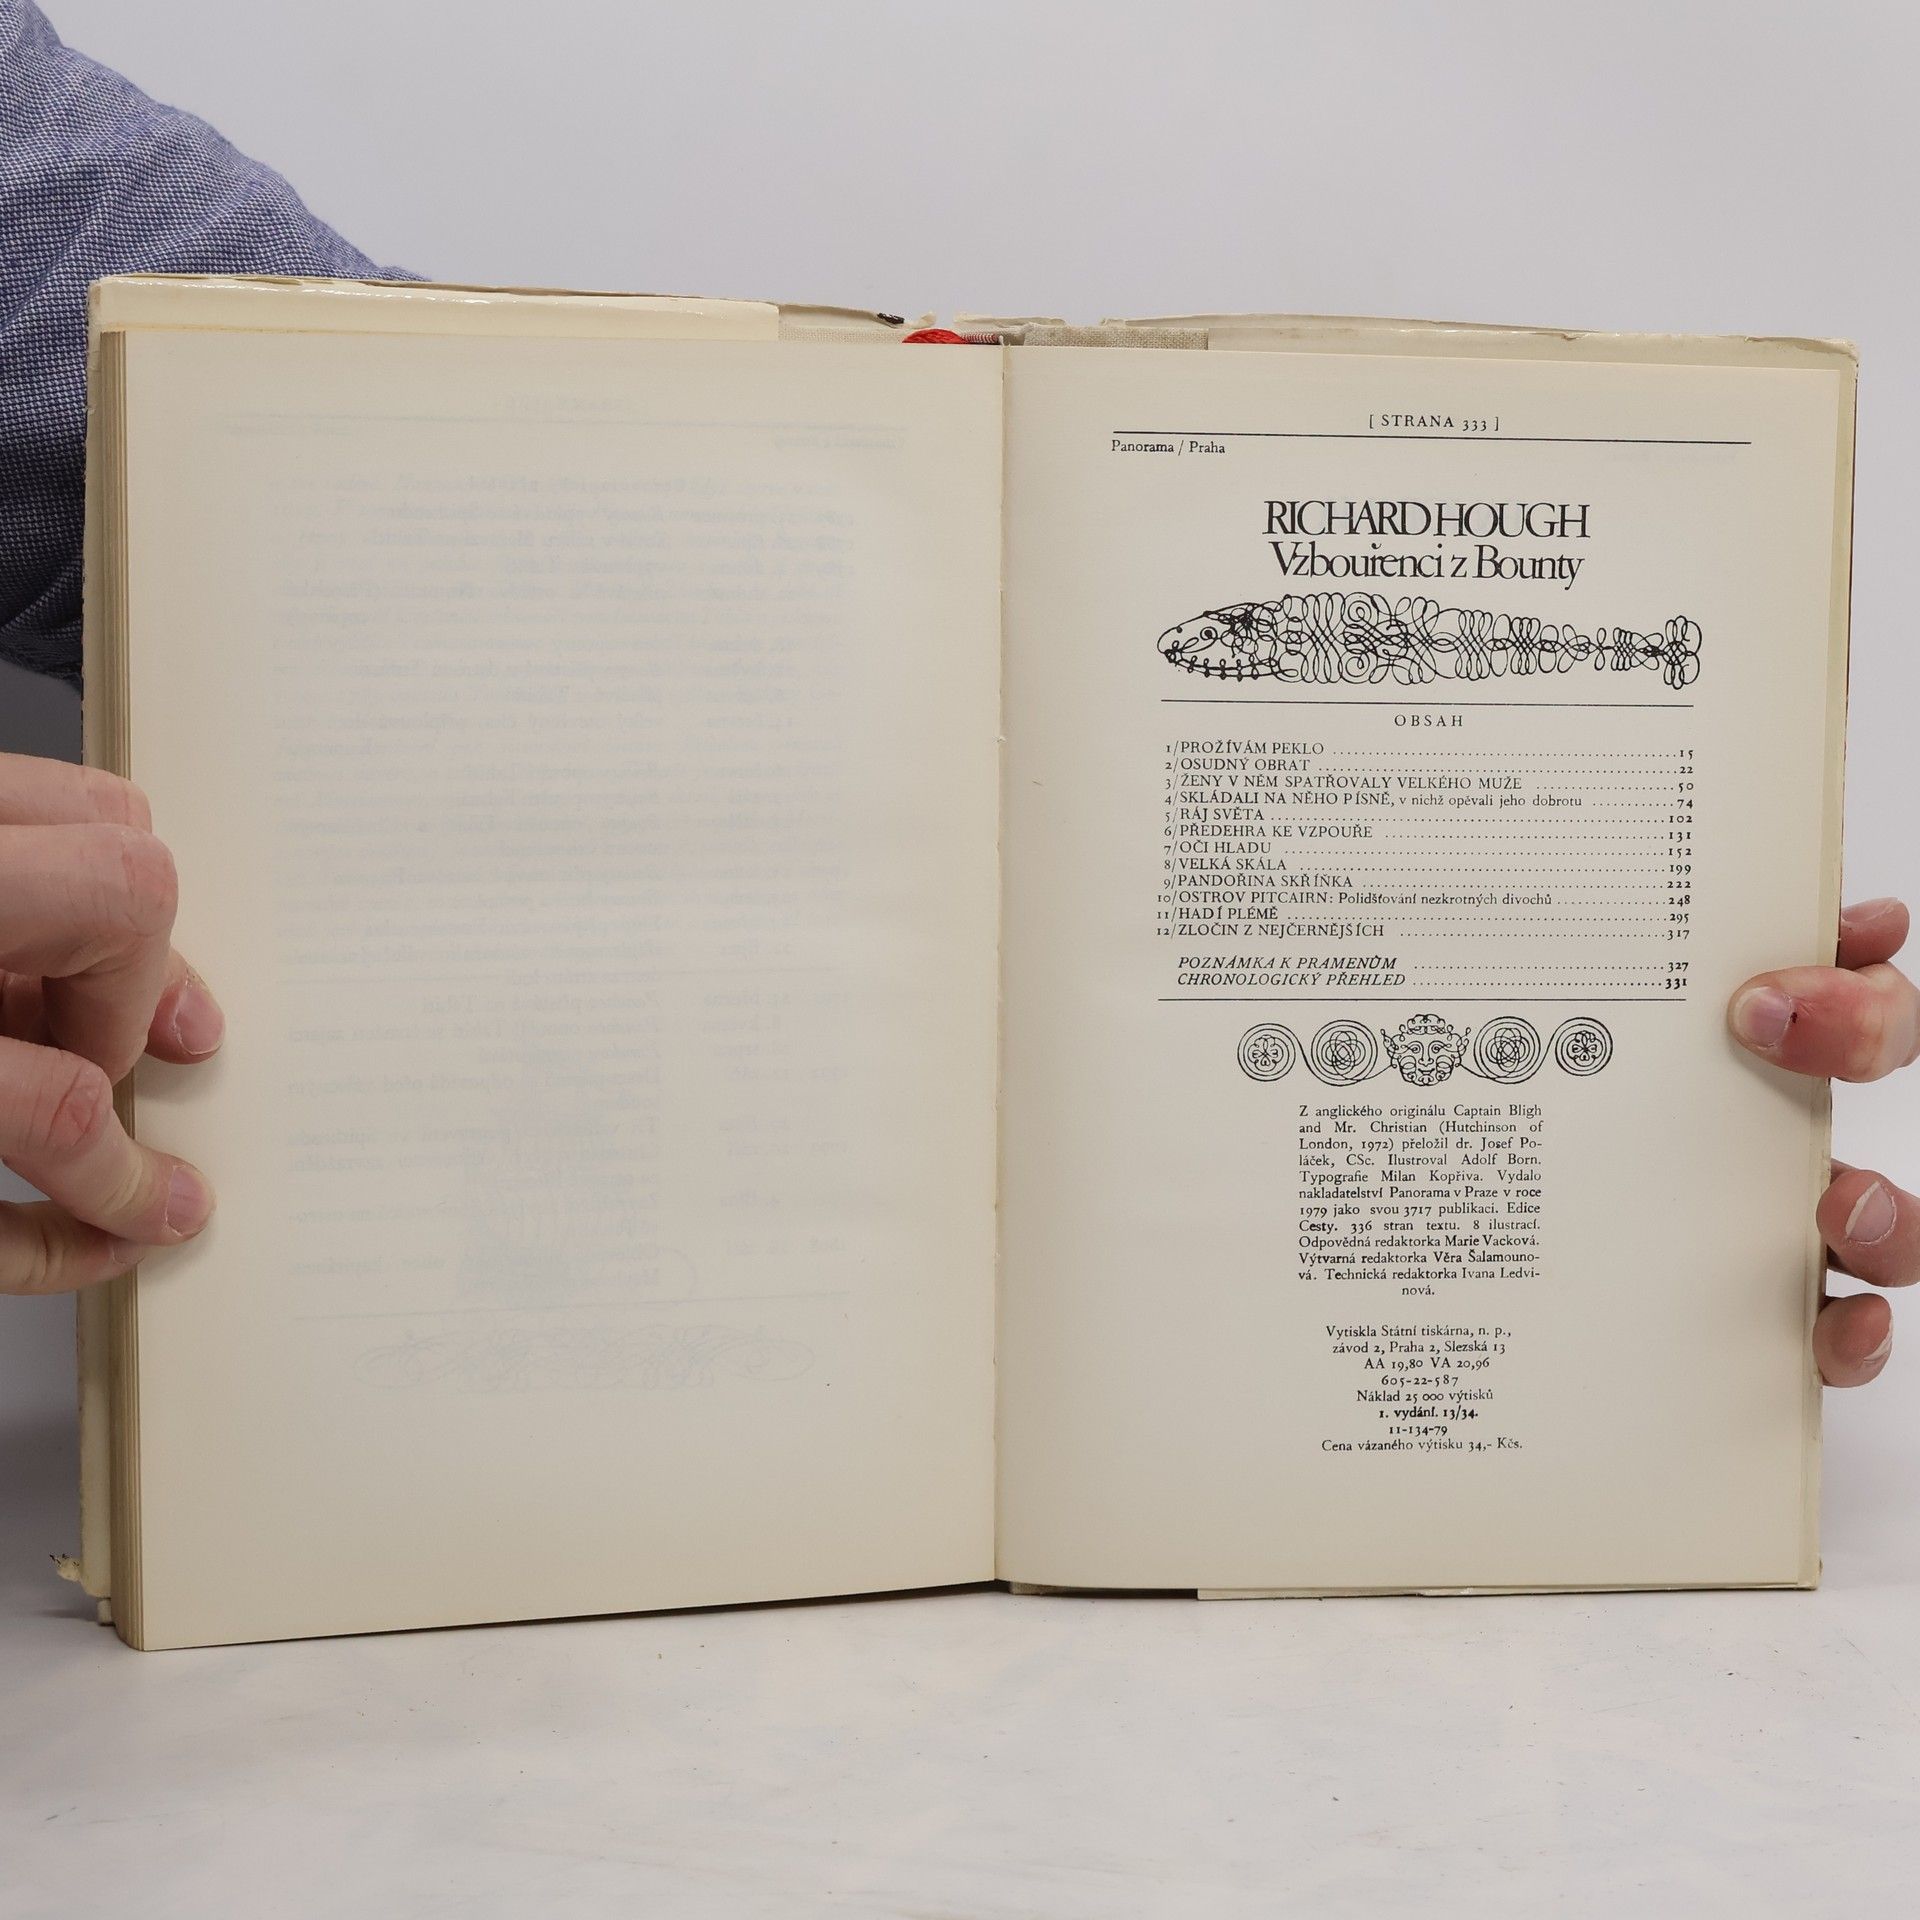 [ STRANA 333 ]
Panorama / Praha
RICHARD HOUGH
Vzbouřenci z Bounty
OBSAH
1/PROŽÍVÁM PEKLO ........................................15
2/OSUDNÝ OBRAT ........................................22
3/ŽENY V NĚM SPATŘOVALY VELKÉHO MUŽE ....................50
4/SKLÁDALI NA NĚHO PÍSNĚ, v nichž opěvali jeho dobrotu ............74
5/RÁJ SVĚTA ........................................102
6/PŘEDEHRA KE VZPOUŘE ........................................131
7/OČI HLADU ........................................152
8/VELKÁ SKÁLA ........................................199
9/PANDOŘINA SKŘÍŇKA ........................................222
10/OSTROV PITCAIRN: Polidšťování nezkrotných divochů ................248
11/HADÍ PLÉMĚ ........................................295
12/ZLOČIN Z NEJČERNĚJŠÍCH ........................................317
POZNÁMKA K PRAMENŮM ........................................327
CHRONOLOGICKÝ PŘEHLED ........................................331
Z anglického originálu Captain Bligh
and Mr. Christian (Hutchinson of
London, 1972) přeložil dr. Josef Po-
láček, CSc. Ilustroval Adolf Born.
Typografie Milan Kopřiva. Vydalo
nakladatelství Panorama v Praze v roce
1979 jako svou 3717 publikaci. Edice
Cesty. 336 stran textu. 8 ilustrací.
Odpovědná redaktorka Marie Vacková.
Výtvarná redaktorka Věra Šalamouno-
vá. Technická redaktorka Ivana Ledvi-
nová.
Vytiskla Státní tiskárna, n. p.,
závod 2, Praha 2, Slezská 13
AA 19,80 VA 20,96
605-22-587
Náklad 25 000 výtisků
1. vydání. 13/34.
11-134-79
Cena vázaného výtisku 34,- Kčs.